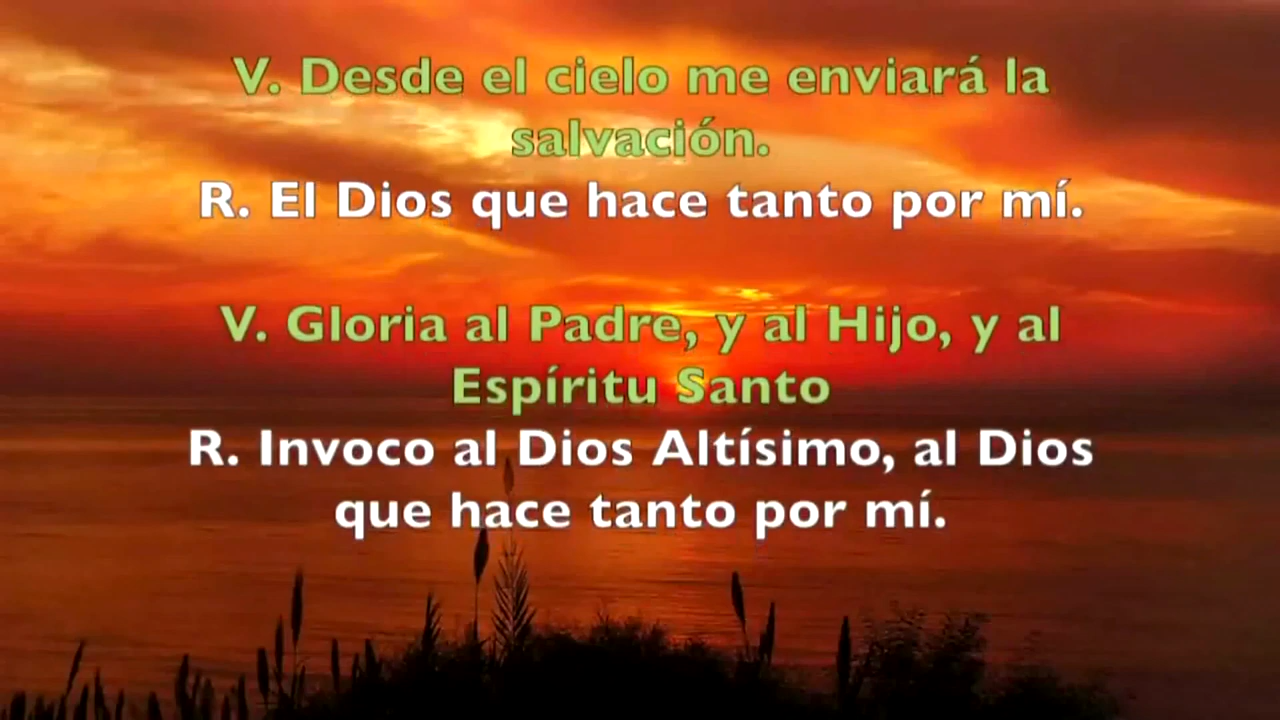 V. Desde el cielo me enviará la
salvación.
R. El Dios que hace tanto por mí.
V. Gloria al Padre, y al Hijo, y al
Espíritu Santo
R. Invoco al Dios Altísimo, al Dios
que hace tanto por mí.